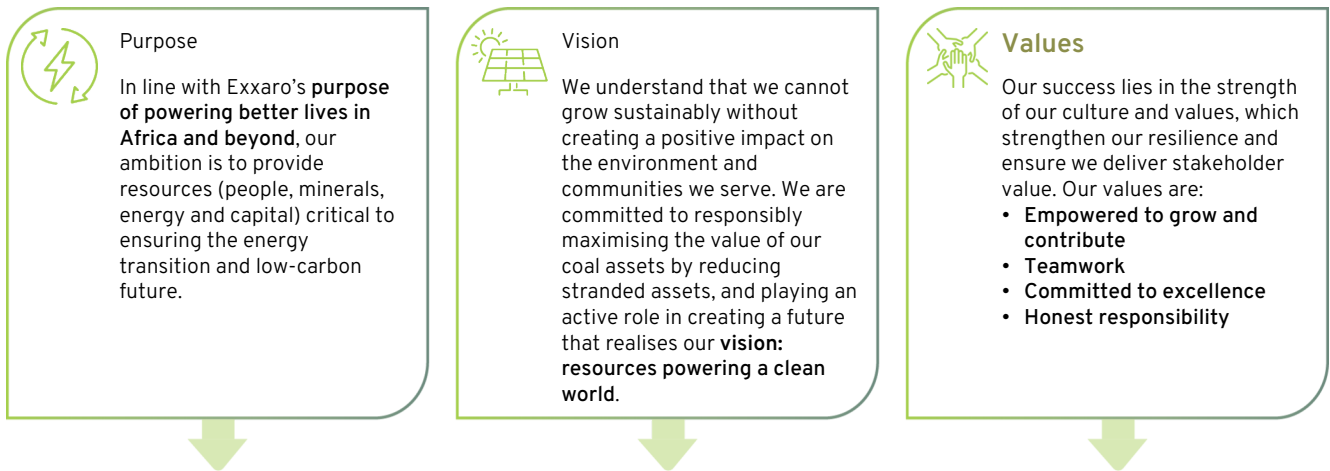 Purpose
In line with Exxaro's purpose
of powering better lives in
Africa and beyond, our
ambition is to provide
resources (people, minerals,
energy and capital) critical to
ensuring the energy
transition and low-carbon
future.
Vision
We understand that we cannot
grow sustainably without
creating a positive impact on
the environment and
communities we serve. We are
committed to responsibly
maximising the value of our
coal assets by reducing
stranded assets, and playing an
active role in creating a future
that realises our vision:
resources powering a clean
world.
Values
Our success lies in the strength
of our culture and values, which
strengthen our resilience and
ensure we deliver stakeholder
value. Our values are:
• Empowered to grow and
contribute
• Teamwork
• Committed to excellence
• Honest responsibility